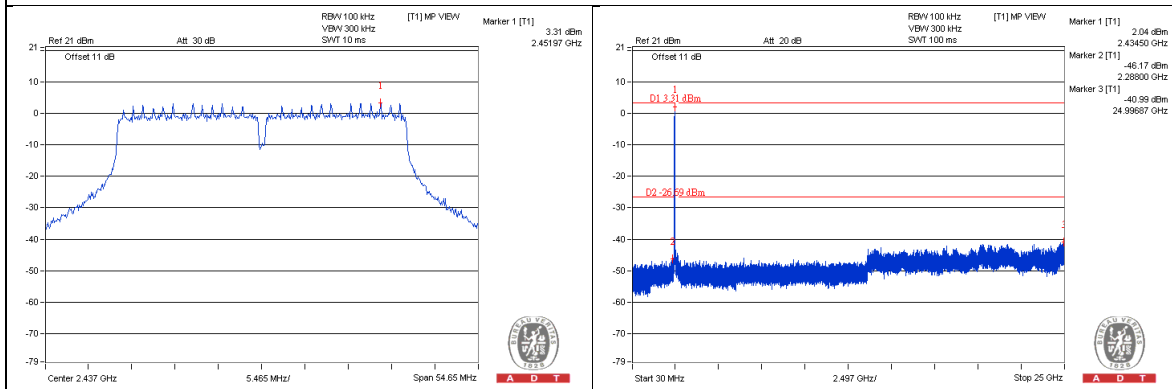 RBW 100 kHz
[T1] MP VIEW
VBW 300 kHz
Ref 21 dBm
Att 30 dB
SWT 10 ms
Marker 1 [T1]
3.31 dBm
2.45197 GHz
21
Offset 11 dB
10
0
-10
-20
-30
-40
-50
-60
-70
-79
1
Center 2.437 GHz
5.465 MHz/
Span 54.65 MHz
BUREAU VERITAS
1828
A D T
RBW 100 kHz
[T1] MP VIEW
VBW 300 kHz
Ref 21 dBm
Att 20 dB
SWT 100 ms
Marker 1 [T1]
2.04 dBm
2.43450 GHz
Marker 2 [T1]
-46.17 dBm
2.28800 GHz
Marker 3 [T1]
-40.99 dBm
24.99687 GHz
21
Offset 11 dB
10
0
-10
-20
-30
-40
-50
-60
-70
-79
1
D1 3.31 dBm
D2 -26.69 dBm
2
Start 30 MHz
2.497 GHz/
Stop 25 GHz
BUREAU VERITAS
1828
A D T